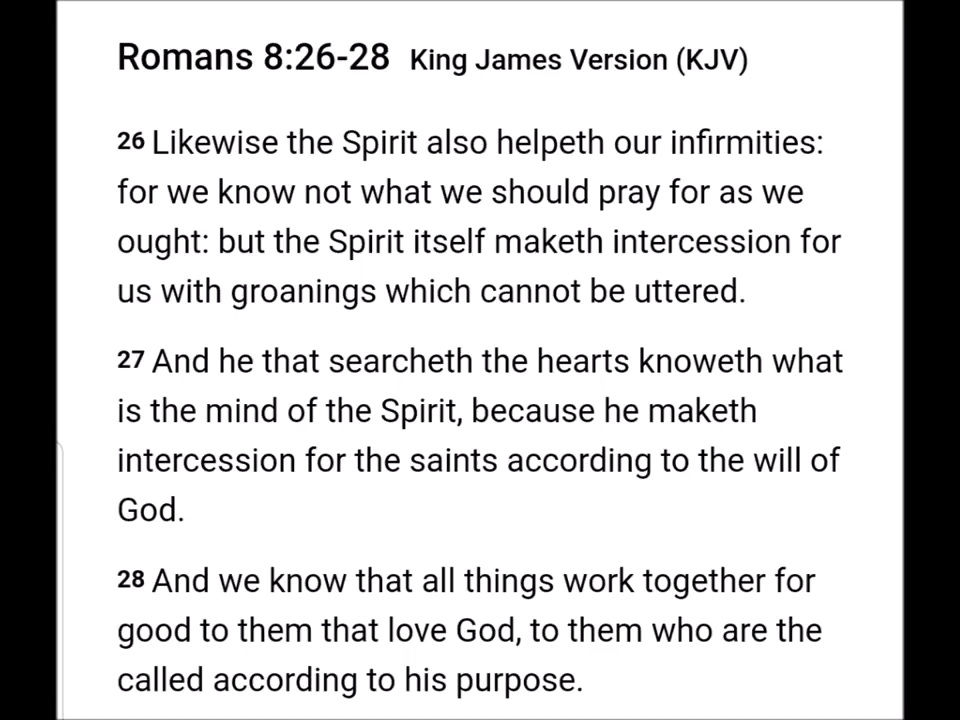 Romans 8:26-28 King James Version (KJV)
26 Likewise the Spirit also helpeth our infirmities:
for we know not what we should pray for as we
ought: but the Spirit itself maketh intercession for
us with groanings which cannot be uttered.
27 And he that searcheth the hearts knoweth what
is the mind of the Spirit, because he maketh
intercession for the saints according to the will of
God.
28 And we know that all things work together for
good to them that love God, to them who are the
called according to his purpose.